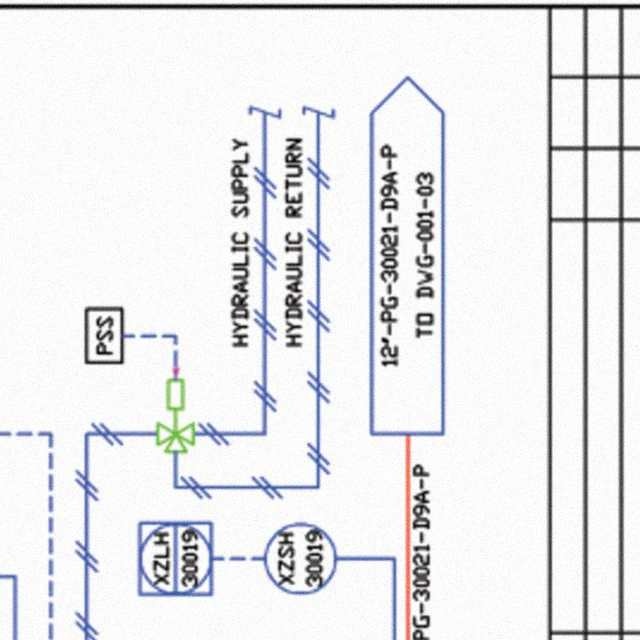 HYDRAULIC SUPPLY
HYDRAULIC RETURN
12"-PG-30021-D9A-P
TO DWG-001-03
PSS
XZLH
30019
XZSH
30019
PG-30021-D9A-P